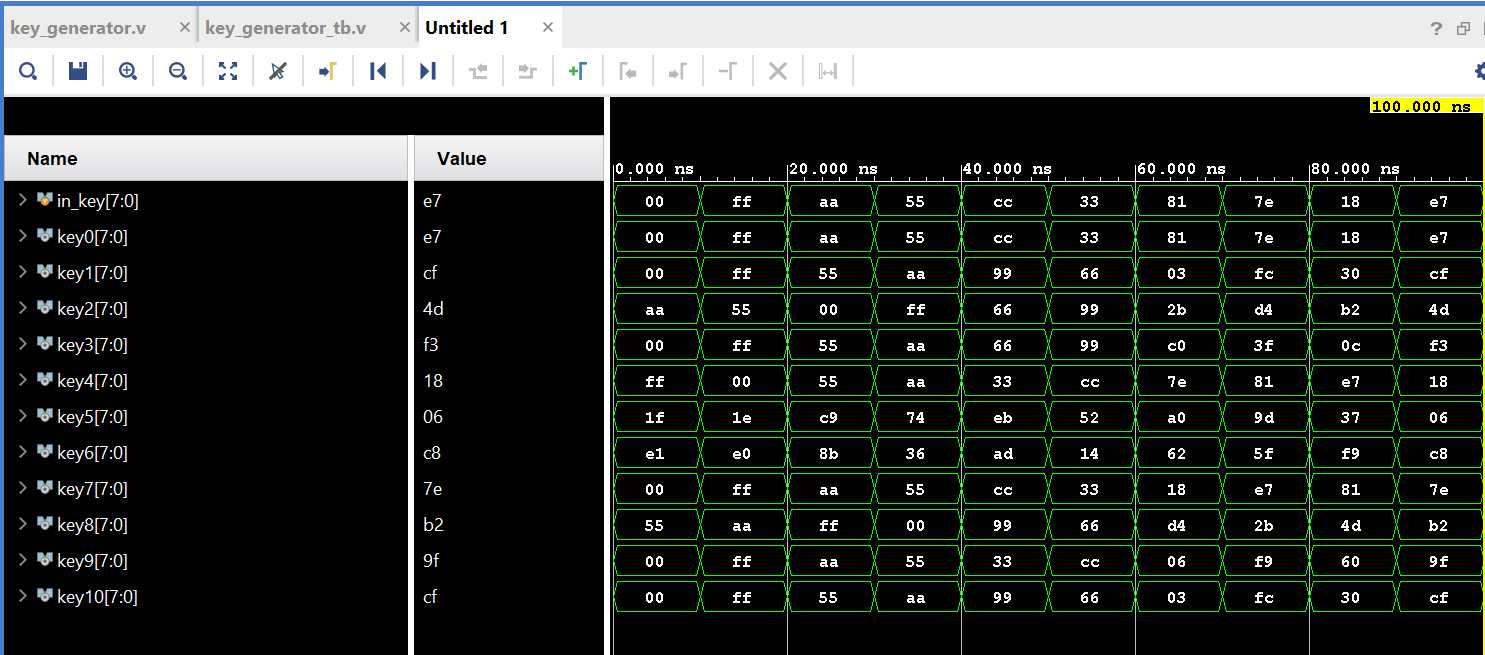 key_generator.v × key_generator_tb.v × Untitled 1 × ?
100.000 ns
Name Value 0.000 ns 20.000 ns 40.000 ns 60.000 ns 80.000 ns
in_key[7:0] e7 00 ff aa 55 cc 33 81 7e 18 e7
key0[7:0] e7 00 ff aa 55 cc 33 81 7e 18 e7
key1[7:0] cf 00 ff 55 aa 99 66 03 fc 30 cf
key2[7:0] 4d aa 55 00 ff 66 99 2b d4 b2 4d
key3[7:0] f3 00 ff 55 aa 66 99 c0 3f 0c f3
key4[7:0] 18 ff 00 55 aa 33 cc 7e 81 e7 18
key5[7:0] 06 1f 1e c9 74 eb 52 a0 9d 37 06
key6[7:0] c8 e1 e0 8b 36 ad 14 62 5f f9 c8
key7[7:0] 7e 00 ff aa 55 cc 33 18 e7 81 7e
key8[7:0] b2 55 aa ff 00 99 66 d4 2b 4d b2
key9[7:0] 9f 00 ff aa 55 33 cc 06 f9 60 9f
key10[7:0] cf 00 ff 55 aa 99 66 03 fc 30 cf